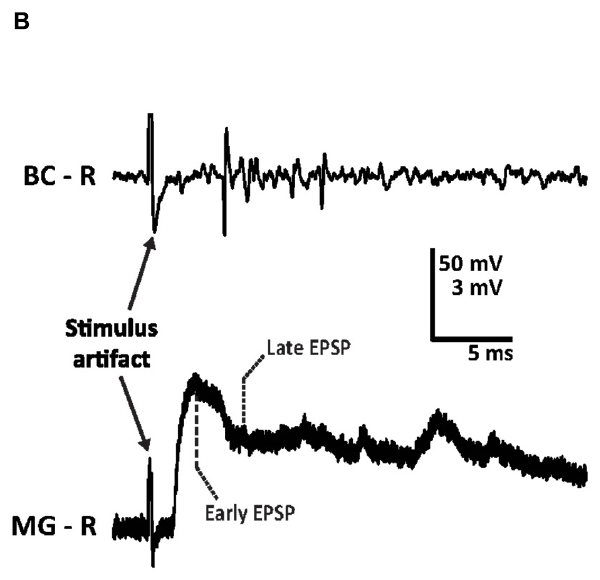 B
BC - R
50 mV
3 mV
5 ms
Stimulus
artifact
Late EPSP
Early EPSP
MG - R